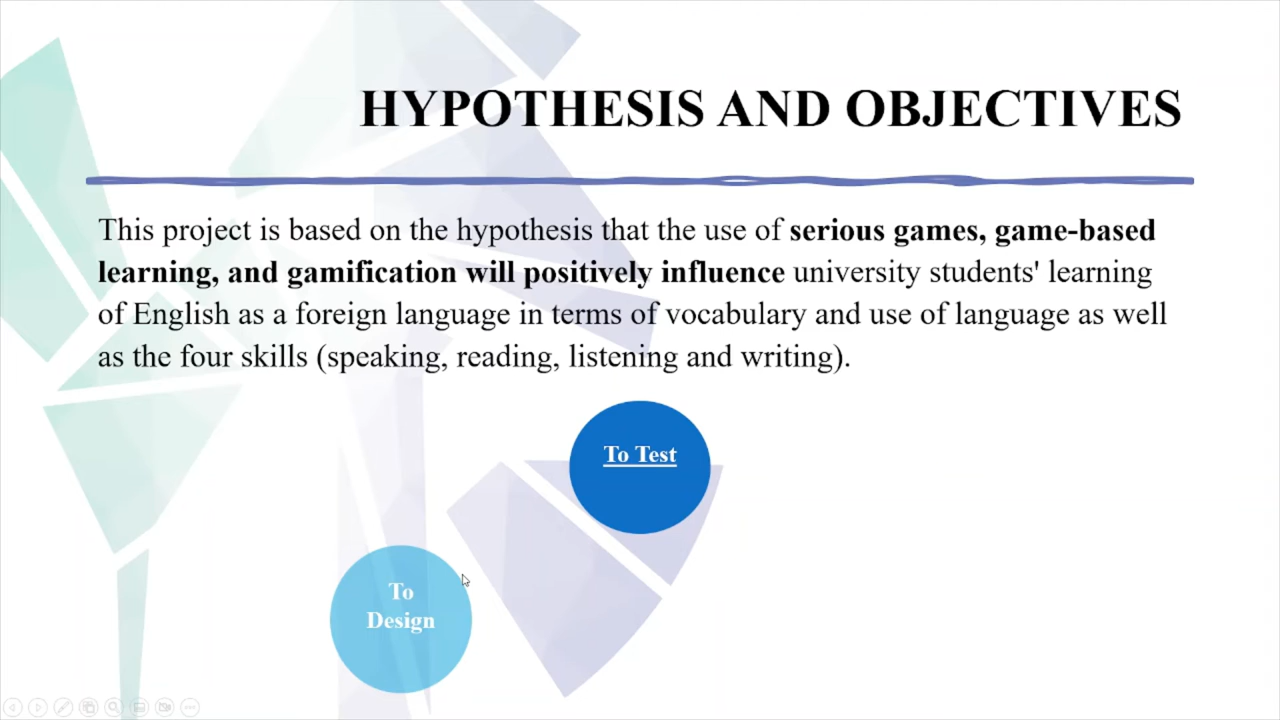 HYPOTHESIS AND OBJECTIVES
This project is based on the hypothesis that the use of serious games, game-based
learning, and gamification will positively influence university students' learning
of English as a foreign language in terms of vocabulary and use of language as well
as the four skills (speaking, reading, listening and writing).
To Test
To
Design